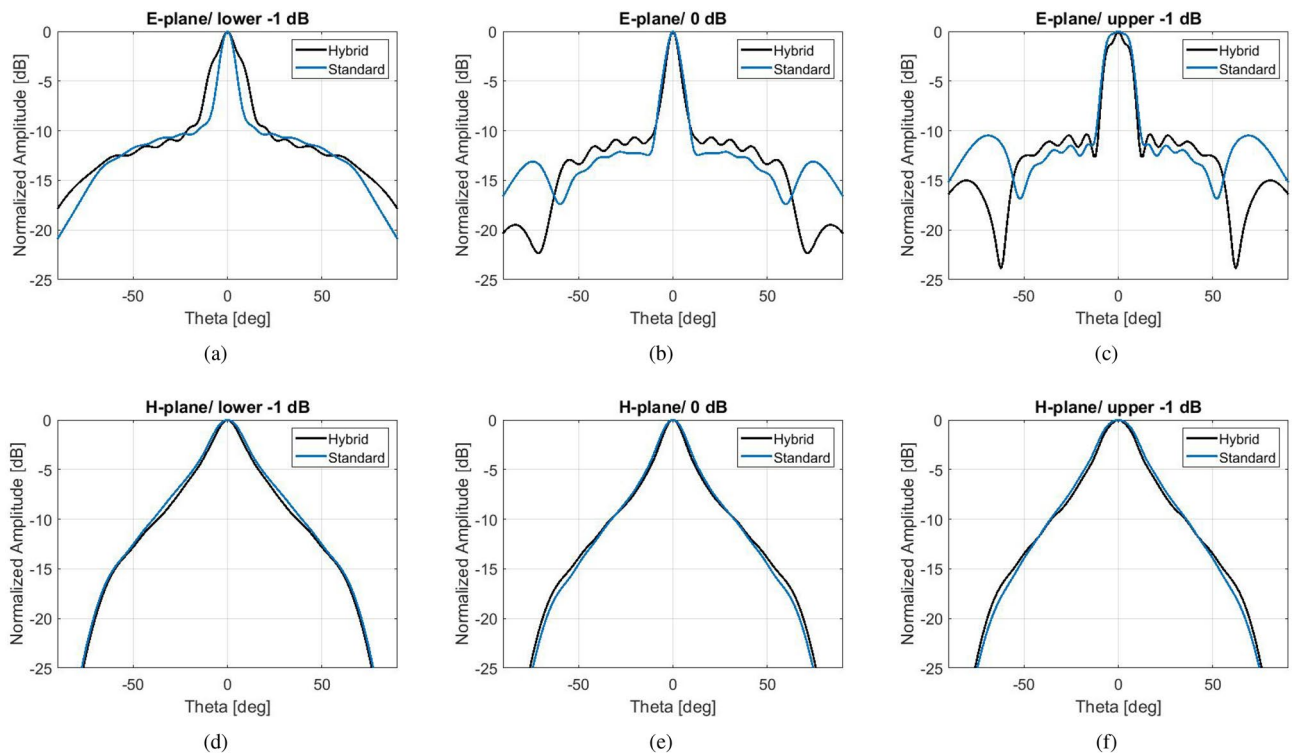 E-plane/ lower -1 dB
Normalized Amplitude [dB]
0
-5
-10
-15
-20
-25
-50
0
50
Theta [deg]
Hybrid
Standard
(a)
E-plane/ 0 dB
Normalized Amplitude [dB]
0
-5
-10
-15
-20
-25
-50
0
50
Theta [deg]
Hybrid
Standard
(b)
E-plane/ upper -1 dB
Normalized Amplitude [dB]
0
-5
-10
-15
-20
-25
-50
0
50
Theta [deg]
Hybrid
Standard
(c)
H-plane/ lower -1 dB
Normalized Amplitude [dB]
0
-5
-10
-15
-20
-25
-50
0
50
Theta [deg]
Hybrid
Standard
(d)
H-plane/ 0 dB
Normalized Amplitude [dB]
0
-5
-10
-15
-20
-25
-50
0
50
Theta [deg]
Hybrid
Standard
(e)
H-plane/ upper -1 dB
Normalized Amplitude [dB]
0
-5
-10
-15
-20
-25
-50
0
50
Theta [deg]
Hybrid
Standard
(f)